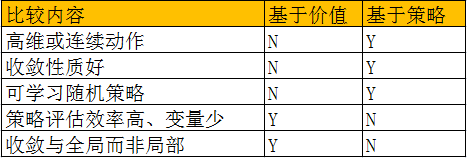 比较内容 基于价值 基于策略
高维或连续动作 N Y
收敛性质好 N Y
可学习随机策略 N Y
策略评估效率高、变量少 Y N
收敛与全局而非局部 Y N